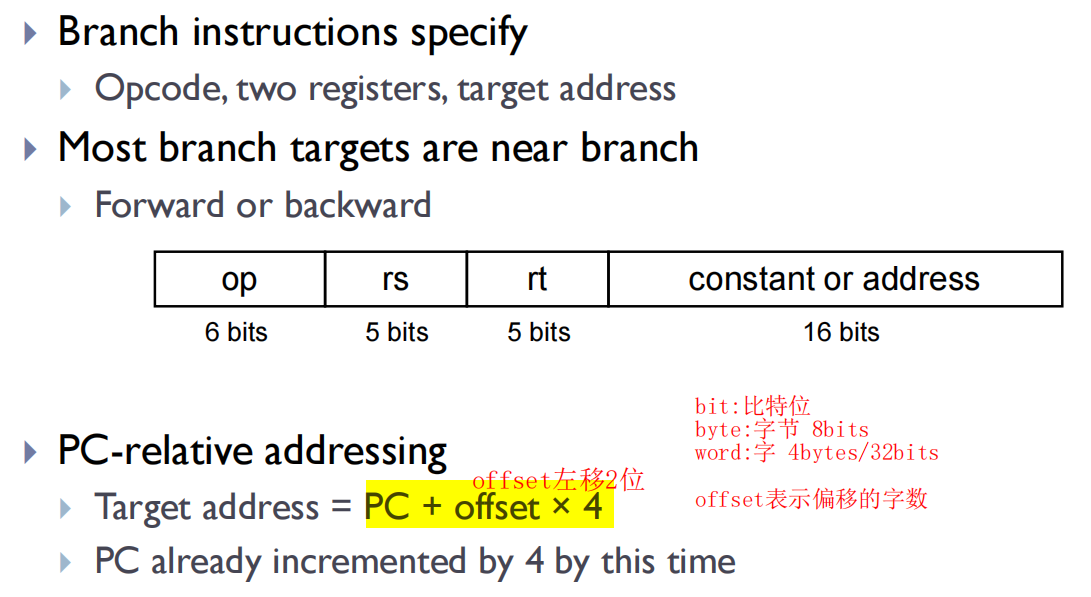 Branch instructions specify
Opcode, two registers, target address
Most branch targets are near branch
Forward or backward
op rs rt constant or address
6 bits 5 bits 5 bits 16 bits
bit:比特位
byte:字节 8bits
word:字 4bytes/32bits
offset表示偏移的字数
PC-relative addressing
offset左移2位
Target address = PC + offset × 4
PC already incremented by 4 by this time